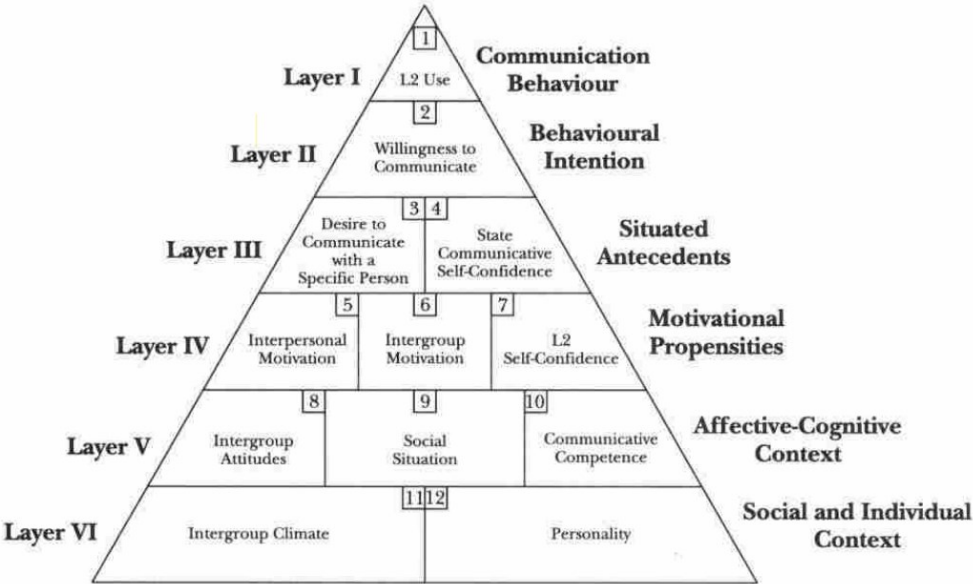 1
Layer I
L2 Use
Communication
Behaviour
2
Layer II
Willingness to
Communicate
Behavioural
Intention
3 4
Layer III
Desire to
Communicate
with a
Specific Person
State
Communicative
Self-Confidence
Situated
Antecedents
5 6 7
Layer IV
Interpersonal
Motivation
Intergroup
Motivation
L2
Self-Confidence
Motivational
Propensities
8 9 10
Layer V
Intergroup
Attitudes
Social
Situation
Communicative
Competence
Affective-Cognitive
Context
11 12
Layer VI
Intergroup Climate
Personality
Social and Individual
Context